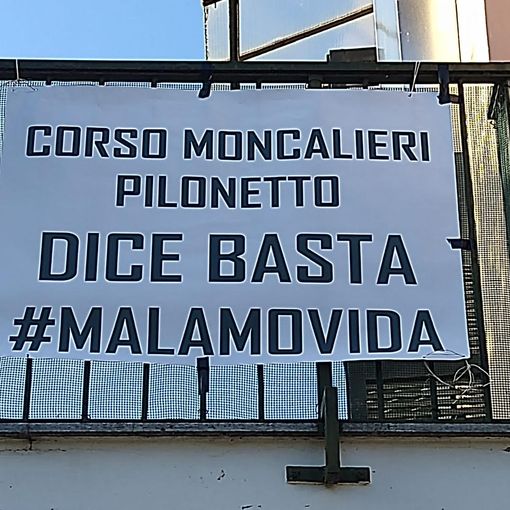 CORSO MONCALIERI
PILONETTO
DICE BASTA
#MALAMOVIDA